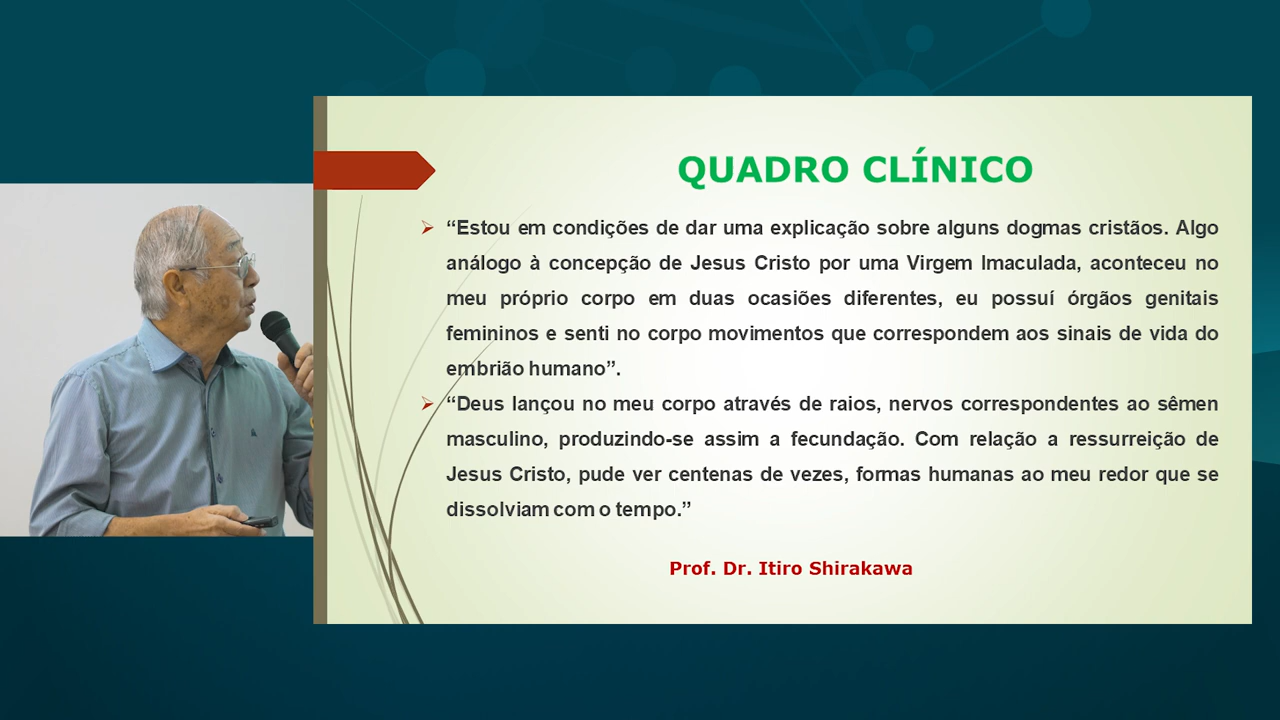 QUADRO CLÍNICO
“Estou em condições de dar uma explicação sobre alguns dogmas cristãos. Algo
análogo à concepção de Jesus Cristo por uma Virgem Imaculada, aconteceu no
meu próprio corpo em duas ocasiões diferentes, eu possuí órgãos genitais
femininos e senti no corpo movimentos que correspondem aos sinais de vida do
embrião humano”.
“Deus lançou no meu corpo através de raios, nervos correspondentes ao sêmen
masculino, produzindo-se assim a fecundação. Com relação a ressurreição de
Jesus Cristo, pude ver centenas de vezes, formas humanas ao meu redor que se
dissolviam com o tempo.”
Prof. Dr. Itiro Shirakawa